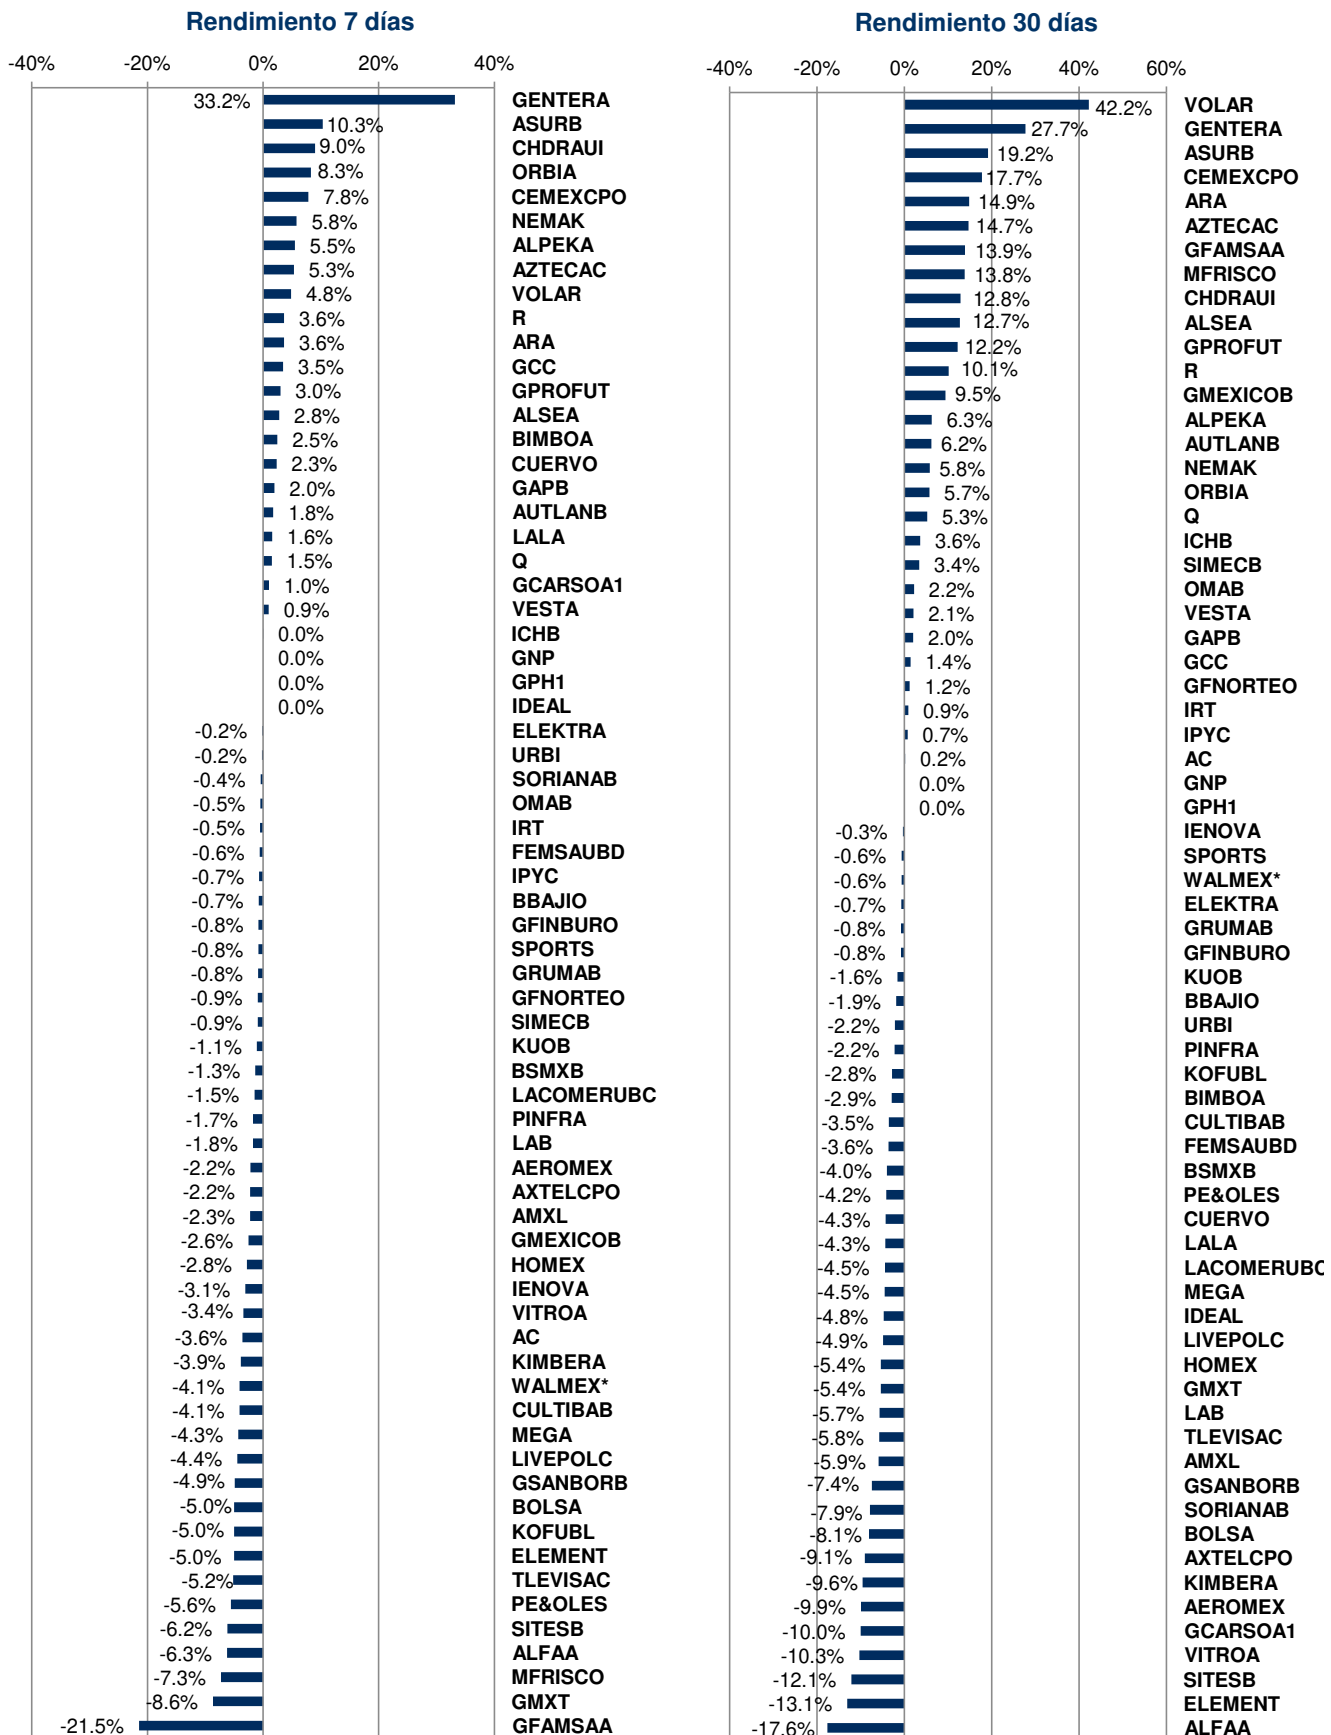 Rendimiento 7 días
-40% -20% 0% 20% 40%
33.2% GENTERA
10.3% ASURB
9.0% CHDRAUI
8.3% ORBIA
7.8% CEMEXCPO
5.8% NEMAK
5.5% ALPEKA
5.3% AZTECAC
4.8% VOLAR
3.6% R
3.6% ARA
3.5% GCC
3.0% GPROFUT
2.8% ALSEA
2.5% BIMBOA
2.3% CUERVO
2.0% GAPB
1.8% AUTLANB
1.6% LALA
1.5% Q
1.0% GCARSOA1
0.9% VESTA
0.0% ICHB
0.0% GNP
0.0% GPH1
0.0% IDEAL
-0.2% ELEKTRA
-0.2% URBI
-0.4% SORIANAB
-0.5% OMAB
-0.5% IRT
-0.6% FEMSAUBD
-0.7% IPYC
-0.7% BBAJIO
-0.8% GFINBURO
-0.8% SPORTS
-0.8% GRUMAB
-0.9% GFNORTEO
-0.9% SIMECB
-1.1% KUOB
-1.3% BSMXB
-1.5% LACOMERUBC
-1.7% PINFRA
-1.8% LAB
-2.2% AEROMEX
-2.2% AXTELCPO
-2.3% AMXL
-2.6% GMEXICOB
-2.8% HOMEX
-3.1% IENOVA
-3.4% VITROA
-3.6% AC
-3.9% KIMBERA
-4.1% WALMEX*
-4.1% CULTIBAB
-4.3% MEGA
-4.4% LIVEPOLC
-4.9% GSANBORB
-5.0% BOLSA
-5.0% KOFUBL
-5.0% ELEMENT
-5.2% TLEVISAC
-5.6% PE&OLES
-6.2% SITESB
-6.3% ALFAA
-7.3% MFRISCO
-8.6% GMXT
-21.5% GFAMSAA
Rendimiento 30 días
-40% -20% 0% 20% 40% 60%
42.2% VOLAR
27.7% GENTERA
19.2% ASURB
17.7% CEMEXCPO
14.9% ARA
14.7% AZTECAC
13.9% GFAMSAA
13.8% MFRISCO
12.8% CHDRAUI
12.7% ALSEA
12.2% GPROFUT
10.1% R
9.5% GMEXICOB
6.3% ALPEKA
6.2% AUTLANB
5.8% NEMAK
5.7% ORBIA
5.3% Q
3.6% ICHB
3.4% SIMECB
2.2% OMAB
2.1% VESTA
2.0% GAPB
1.4% GCC
1.2% GFNORTEO
0.9% IRT
0.7% IPYC
0.2% AC
0.0% GNP
0.0% GPH1
-0.3% IENOVA
-0.6% SPORTS
-0.6% WALMEX*
-0.7% ELEKTRA
-0.8% GRUMAB
-0.8% GFINBURO
-1.6% KUOB
-1.9% BBAJIO
-2.2% URBI
-2.2% PINFRA
-2.8% KOFUBL
-2.9% BIMBOA
-3.5% CULTIBAB
-3.6% FEMSAUBD
-4.0% BSMXB
-4.2% PE&OLES
-4.3% CUERVO
-4.3% LALA
-4.5% LACOMERUBC
-4.5% MEGA
-4.8% IDEAL
-4.9% LIVEPOLC
-5.4% HOMEX
-5.4% GMXT
-5.7% LAB
-5.8% TLEVISAC
-5.9% AMXL
-7.4% GSANBORB
-7.9% SORIANAB
-8.1% BOLSA
-9.1% AXTELCPO
-9.6% KIMBERA
-9.9% AEROMEX
-10.0% GCARSOA1
-10.3% VITROA
-12.1% SITESB
-13.1% ELEMENT
-17.6% ALFAA